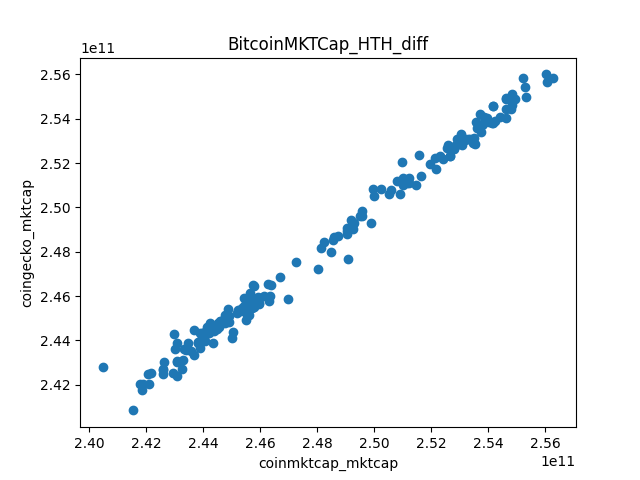 BitcoinMKTCap_HTH_diff
1e11
2.56
2.54
2.52
2.50
2.48
2.46
2.44
2.42
coingecko_mktcap
2.40 2.42 2.44 2.46 2.48 2.50 2.52 2.54 2.56
1e11
coinmktcap_mktcap